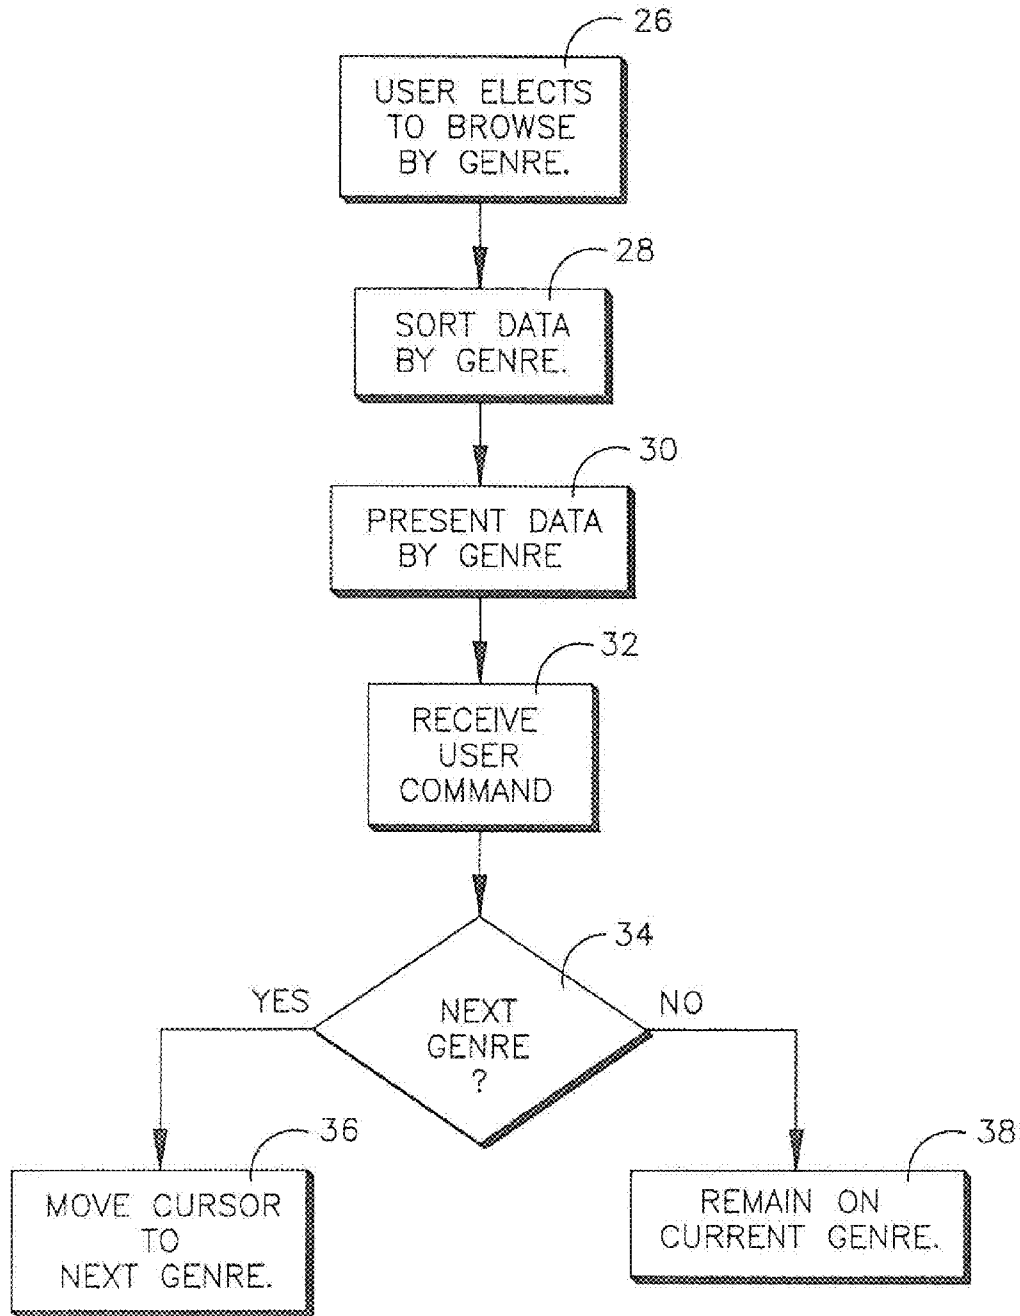 26
USER ELECTS
TO BROWSE
BY GENRE.
28
SORT DATA
BY GENRE.
30
PRESENT DATA
BY GENRE
32
RECEIVE
USER
COMMAND
34
YES
NO
NEXT
GENRE
?
36
MOVE CURSOR
TO
NEXT GENRE.
38
REMAIN ON
CURRENT GENRE.